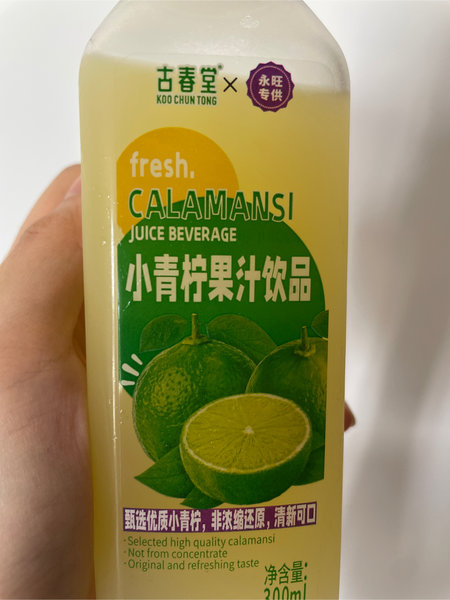 古春堂®
KOO CHUN TONG
×
永旺
专供
fresh.
CALAMANSI
JUICE BEVERAGE
小青柠果汁饮品
甄选优质小青柠，非浓缩还原，清新可口
·Selected high quality calamansi
·Not from concentrate
·Original and refreshing taste
净含量:
300ml